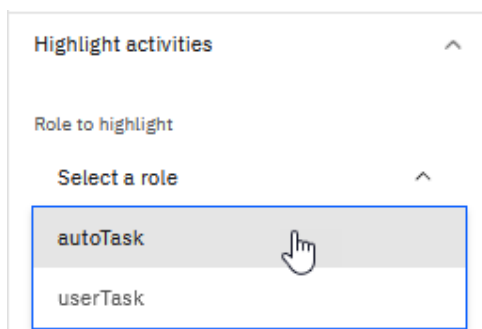 Highlight activities
Role to highlight
Select a role
autoTask
userTask